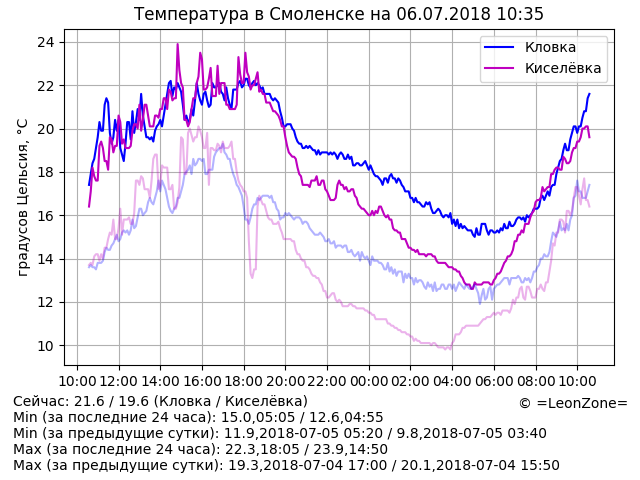 Температура в Смоленске на 06.07.2018 10:35
Кловка
Киселёвка
градусов Цельсия, °C
24
22
20
18
16
14
12
10
10:00 12:00 14:00 16:00 18:00 20:00 22:00 00:00 02:00 04:00 06:00 08:00 10:00
Сейчас: 21.6 / 19.6 (Кловка / Киселёвка)
© =LeonZone=
Min (за последние 24 часа): 15.0,05:05 / 12.6,04:55
Min (за предыдущие сутки): 11.9,2018-07-05 05:20 / 9.8,2018-07-05 03:40
Max (за последние 24 часа): 22.3,18:05 / 23.9,14:50
Max (за предыдущие сутки): 19.3,2018-07-04 17:00 / 20.1,2018-07-04 15:50